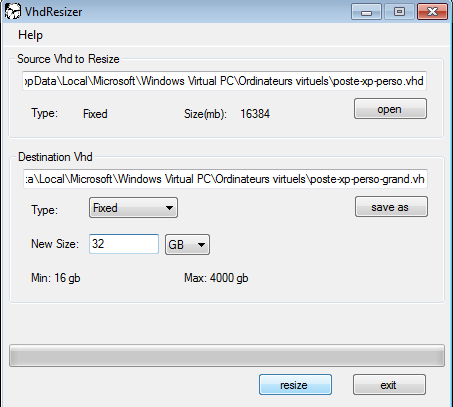 VhdResizer
Help
Source Vhd to Resize
pData\Local\Microsoft\Windows Virtual PC\Ordinateurs virtuels\poste-xp-perso.vhd
Type: Fixed Size(mb): 16384 open
Destination Vhd
a\Local\Microsoft\Windows Virtual PC\Ordinateurs virtuels\poste-xp-perso-grand.vh
Type: Fixed save as
New Size: 32 GB
Min: 16 gb Max: 4000 gb
resize exit